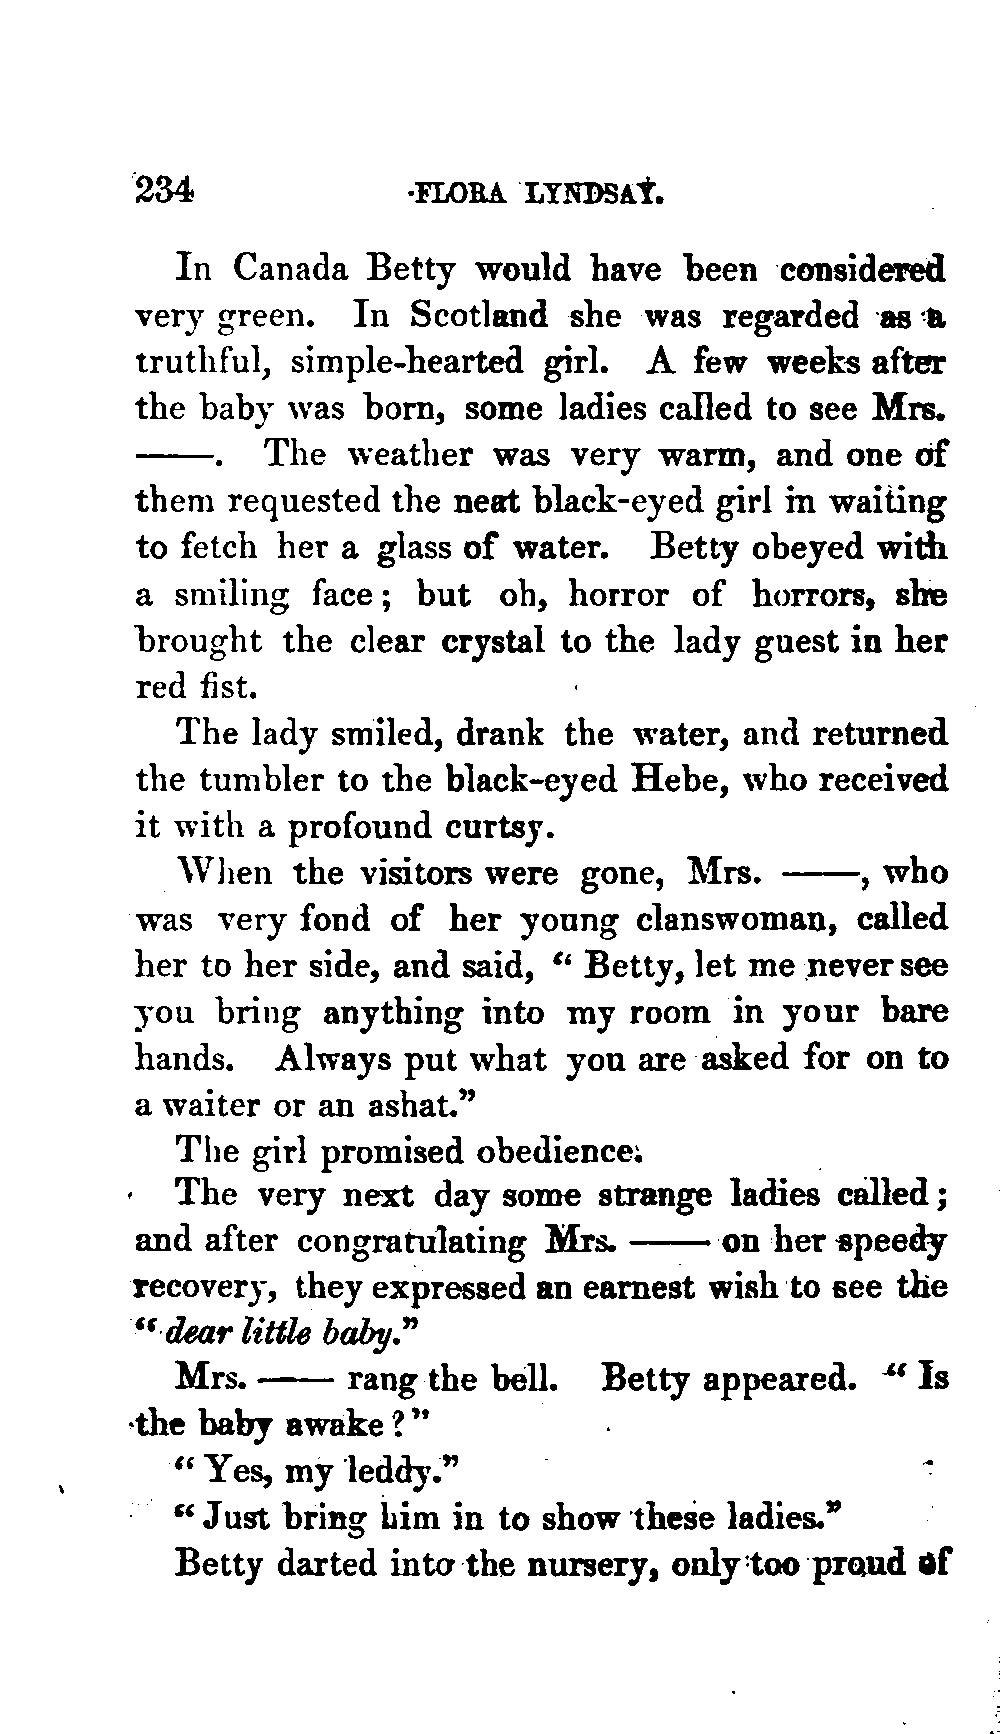 234 FLORA LYNDSAY.
In Canada Betty would have been considered
very green. In Scotland she was regarded as a
truthful, simple-hearted girl. A few weeks after
the baby was born, some ladies called to see Mrs.
——. The weather was very warm, and one of
them requested the neat black-eyed girl in waiting
to fetch her a glass of water. Betty obeyed with
a smiling face; but oh, horror of horrors, she
brought the clear crystal to the lady guest in her
red fist.
The lady smiled, drank the water, and returned
the tumbler to the black-eyed Hebe, who received
it with a profound curtsy.
When the visitors were gone, Mrs. ——, who
was very fond of her young clanswoman, called
her to her side, and said, “Betty, let me never see
you bring anything into my room in your bare
hands. Always put what you are asked for on to
a waiter or an ashat.”
The girl promised obedience.
The very next day some strange ladies called;
and after congratulating Mrs. —— on her speedy
recovery, they expressed an earnest wish to see the
“dear little baby.”
Mrs. —— rang the bell. Betty appeared. “Is
the baby awake?”
“Yes, my leddy.”
“Just bring him in to show these ladies.”
Betty darted into the nursery, only too proud of